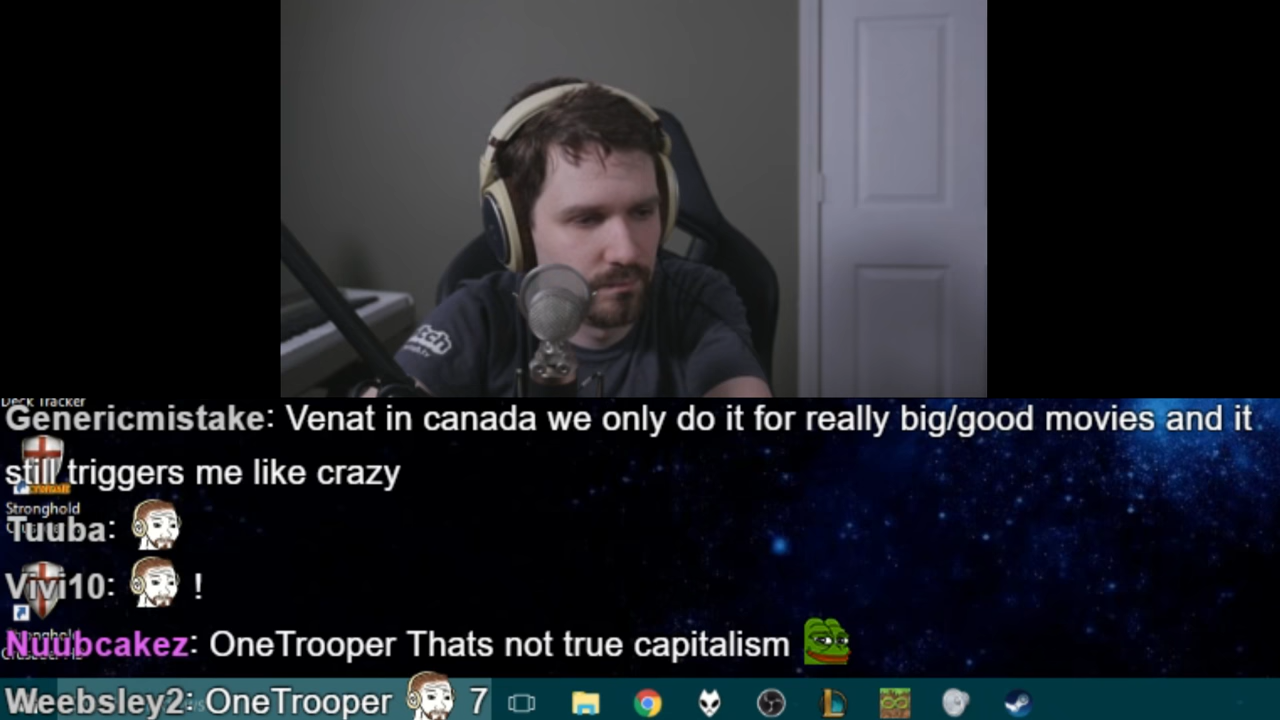 tch
Deck Tracker
Genericmistake: Venat in canada we only do it for really big/good movies and it
still triggers me like crazy
Stronghold
Tuuba:
Vivi10: !
Nuubcakez: OneTrooper Thats not true capitalism
Weebsley2: OneTrooper 7